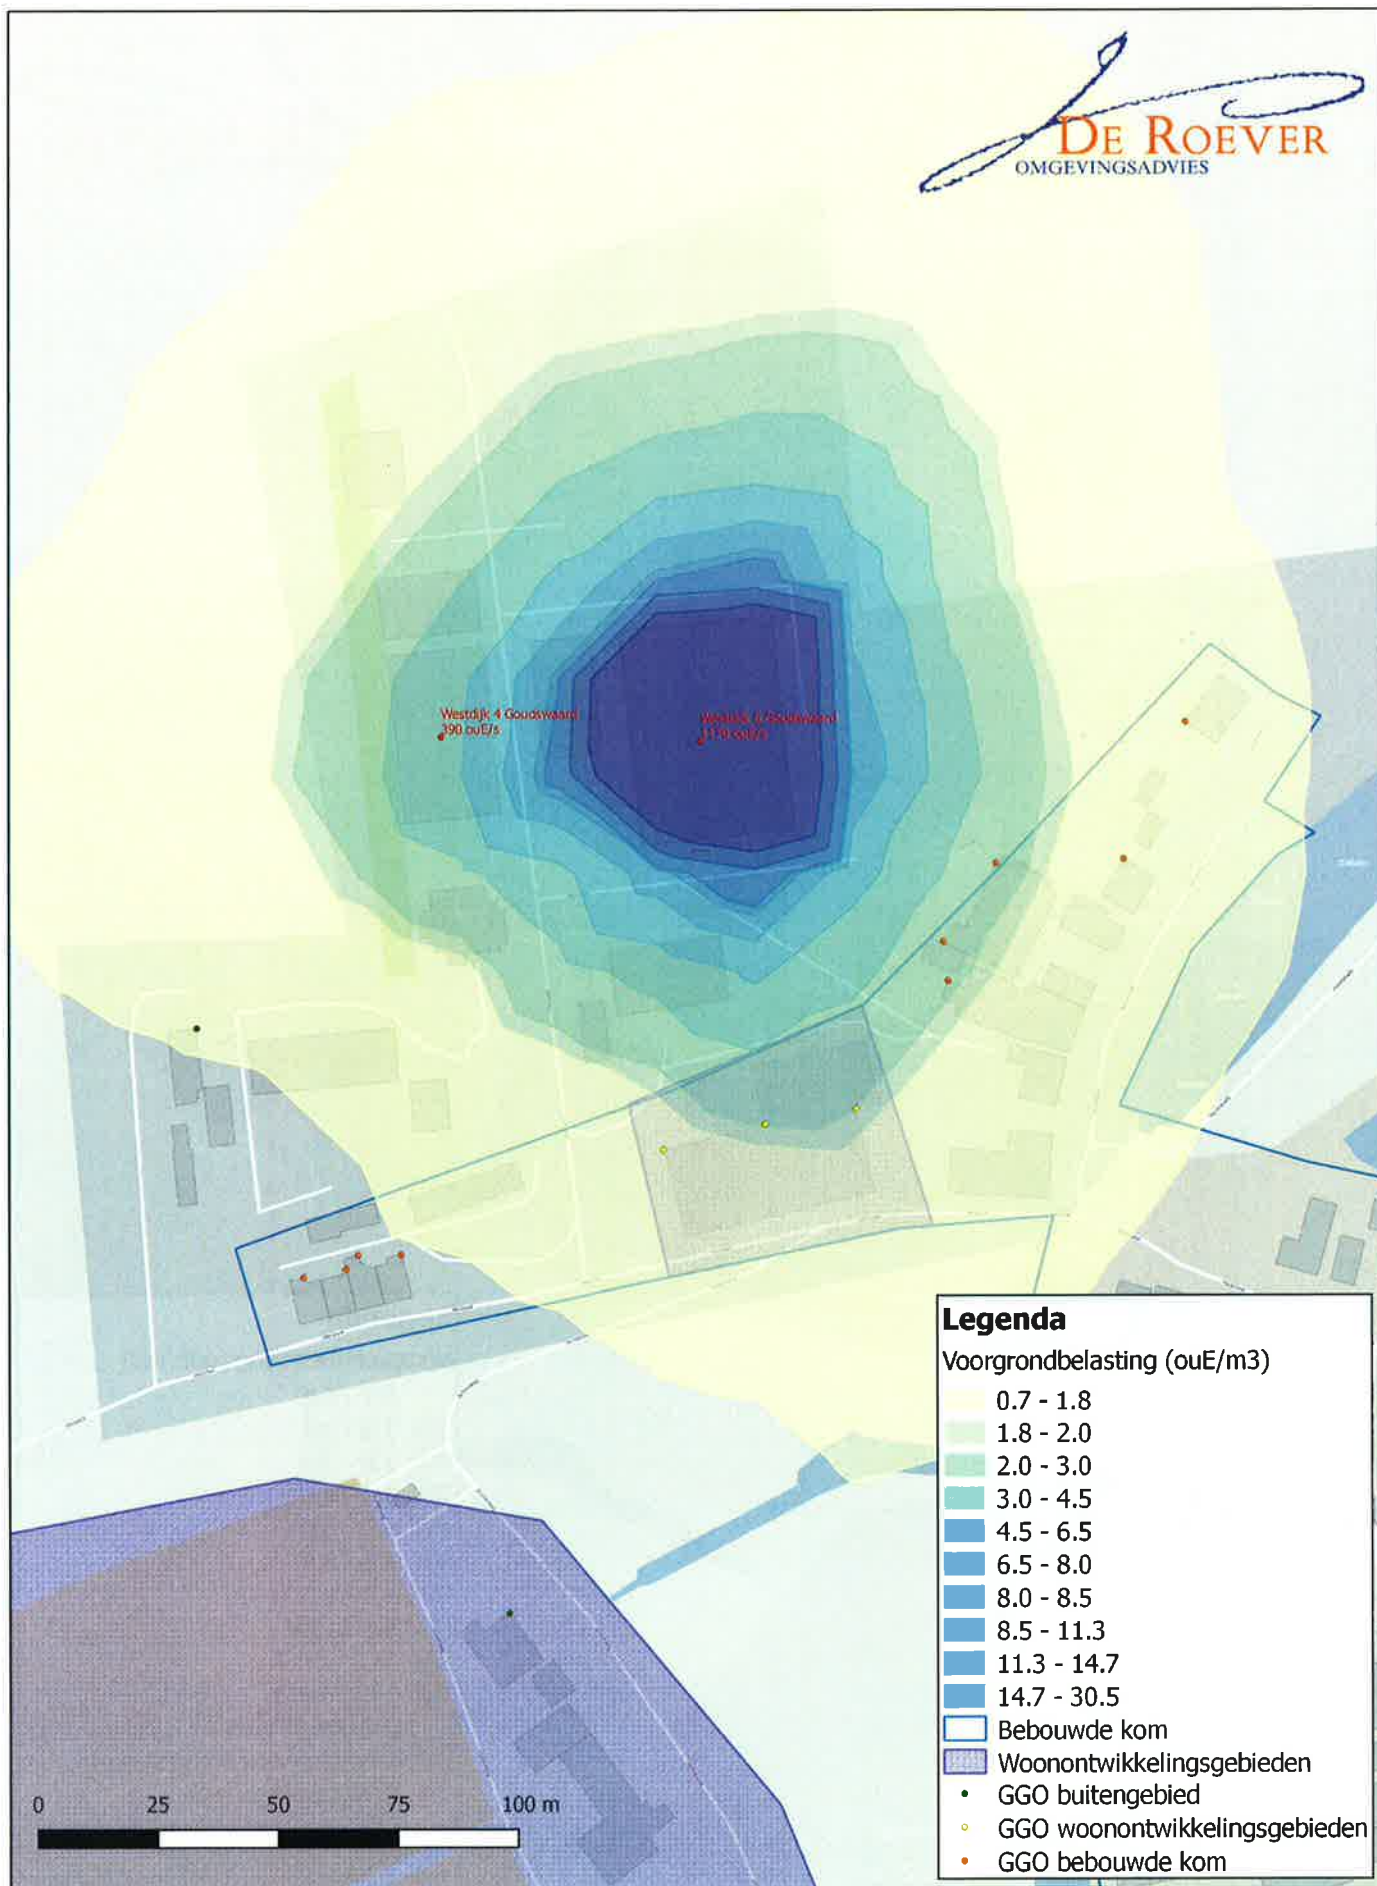 DE ROEVER
OMGEVINGSADVIES
Westdijk 4 Goudswaard
390 ouE/s
Legenda
Voorgrondbelasting (ouE/m3)
0.7 - 1.8
1.8 - 2.0
2.0 - 3.0
3.0 - 4.5
4.5 - 6.5
6.5 - 8.0
8.0 - 8.5
8.5 - 11.3
11.3 - 14.7
14.7 - 30.5
Bebouwde kom
Woonontwikkelingsgebieden
GGO buitengebied
GGO woonontwikkelingsgebieden
GGO bebouwde kom
0 25 50 75 100 m